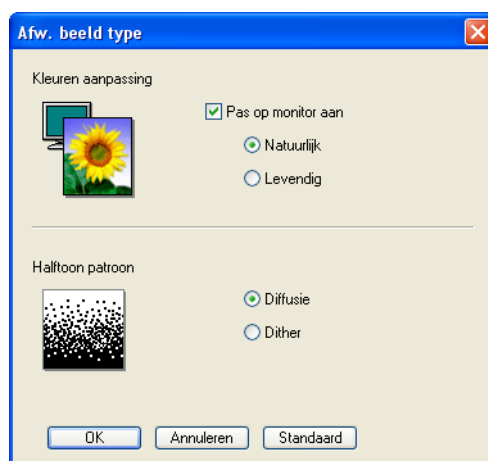 Afw. beeld type
Kleuren aanpassing
Pas op monitor aan
Natuurlijk
Levendig
Halftoon patroon
Diffusie
Dither
OK Annuleren Standaard